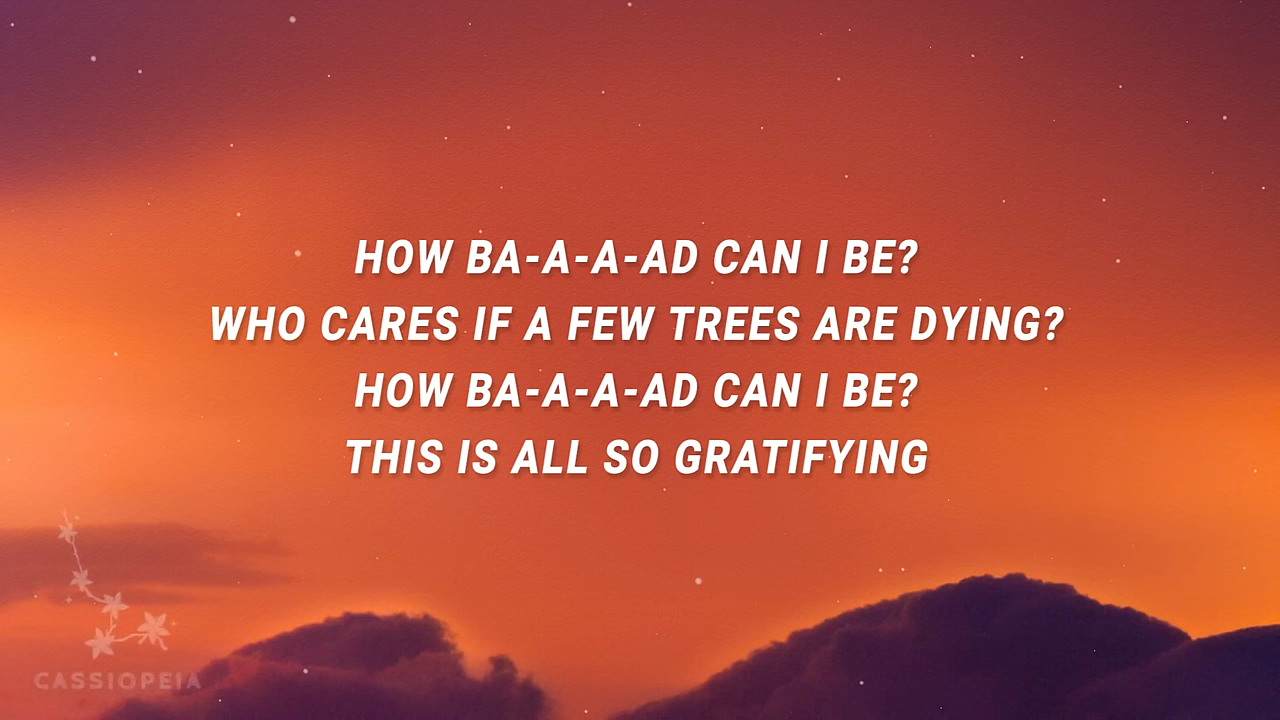 HOW BA-A-A-AD CAN I BE?
WHO CARES IF A FEW TREES ARE DYING?
HOW BA-A-A-AD CAN I BE?
THIS IS ALL SO GRATIFYING
CASSIOPEIA